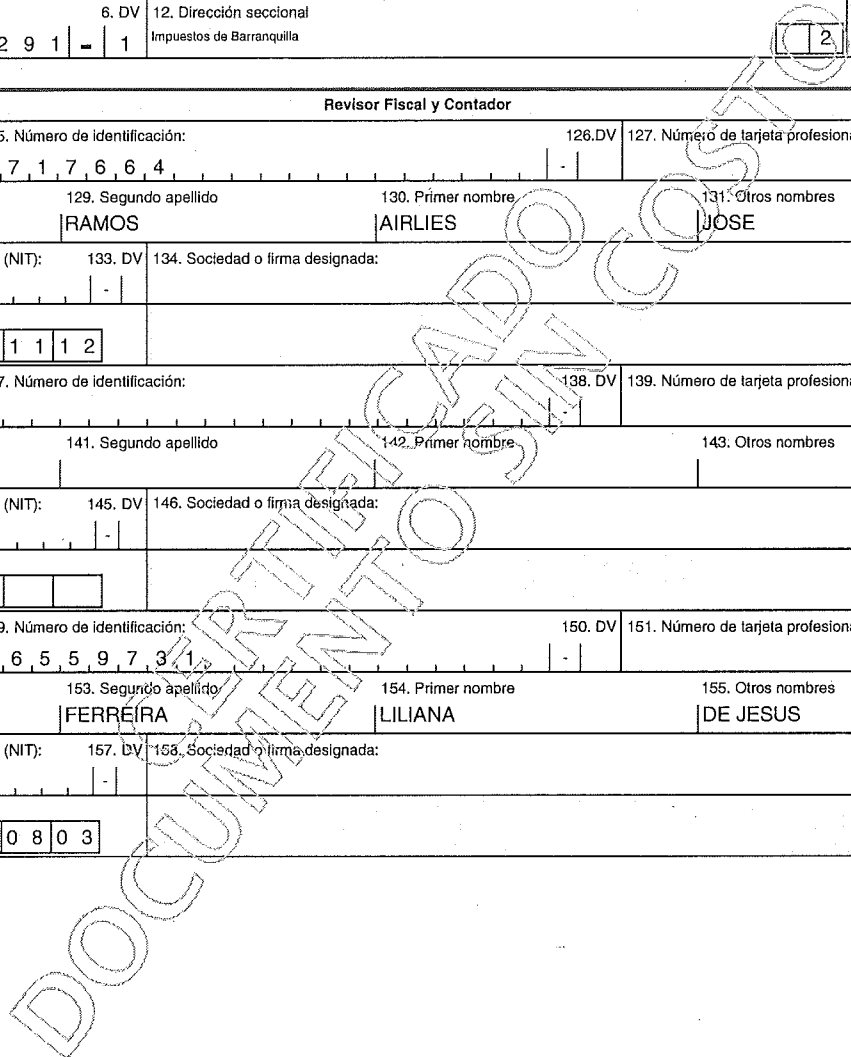 6. DV 12. Dirección seccional
2 9 1 - 1 Impuestos de Barranquilla 2
Revisor Fiscal y Contador
5. Número de identificación: 126.DV 127. Número de tarjeta profesiona
7 1 7 6 6 4 -
129. Segundo apellido 130. Primer nombre 131. Otros nombres
RAMOS AIRLIES JOSE
(NIT): 133. DV 134. Sociedad o firma designada:
-
1 1 1 2
7. Número de identificación: 138. DV 139. Número de tarjeta profesiona
-
141. Segundo apellido 142. Primer nombre 143. Otros nombres
(NIT): 145. DV 146. Sociedad o firma designada:
-
9. Número de identificación: 150. DV 151. Número de tarjeta profesiona
6 5 5 9 7 3 1 -
153. Segundo apellido 154. Primer nombre 155. Otros nombres
FERREIRA LILIANA DE JESUS
(NIT): 157. DV 158. Sociedad o firma designada:
-
0 8 0 3
CERTIFICADO
DOCUMENTO SIN COSTO